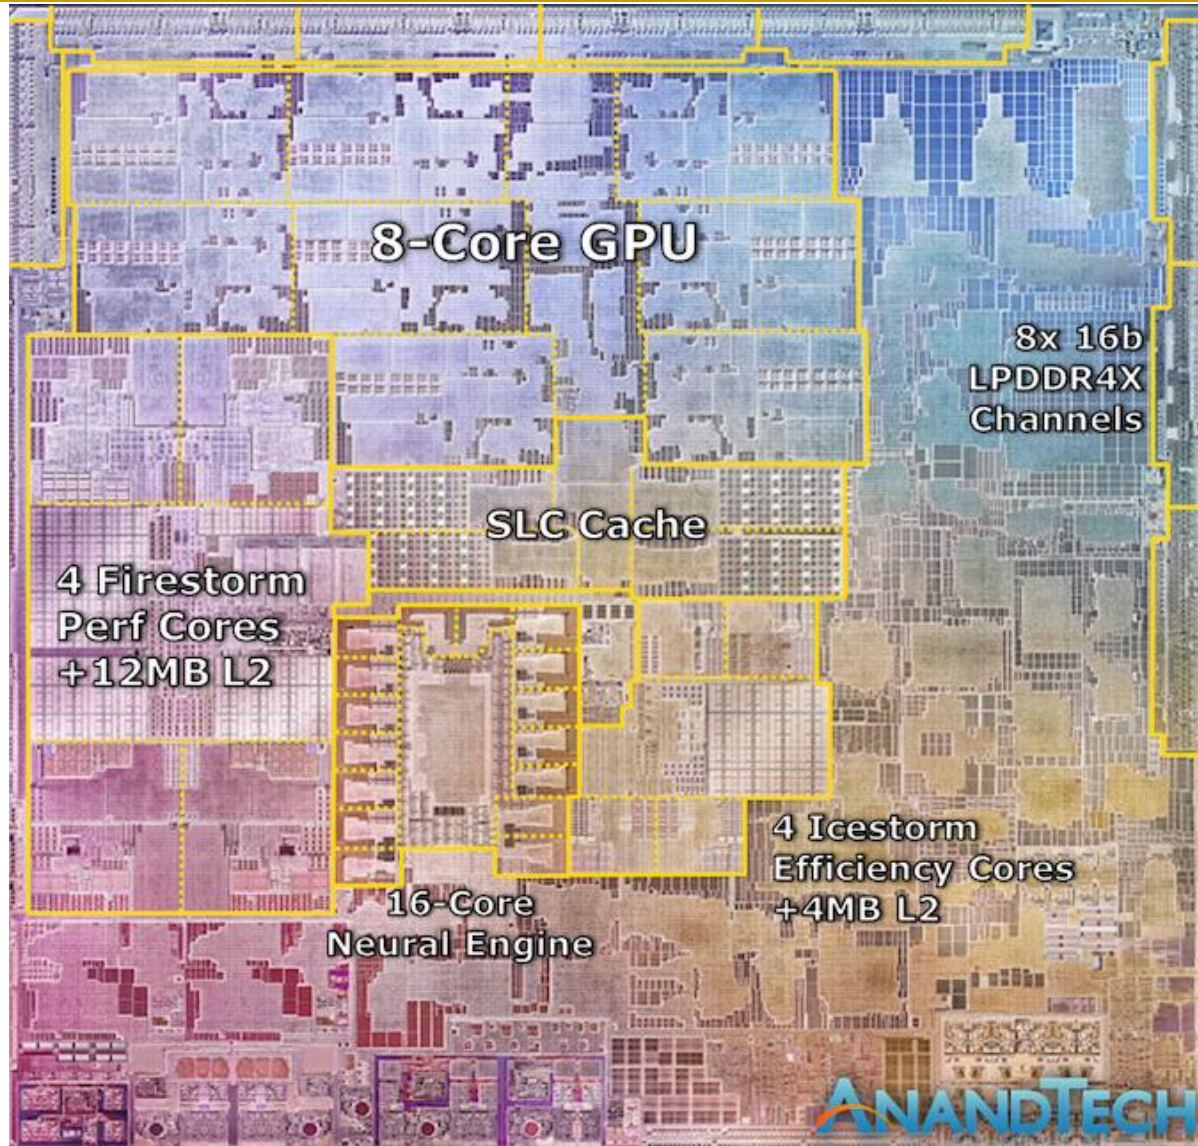 8-Core GPU
8x 16b
LPDDR4X
Channels
SLC Cache
4 Firestorm
Perf Cores
+12MB L2
4 Icestorm
Efficiency Cores
+4MB L2
16-Core
Neural Engine
ANANDTECH